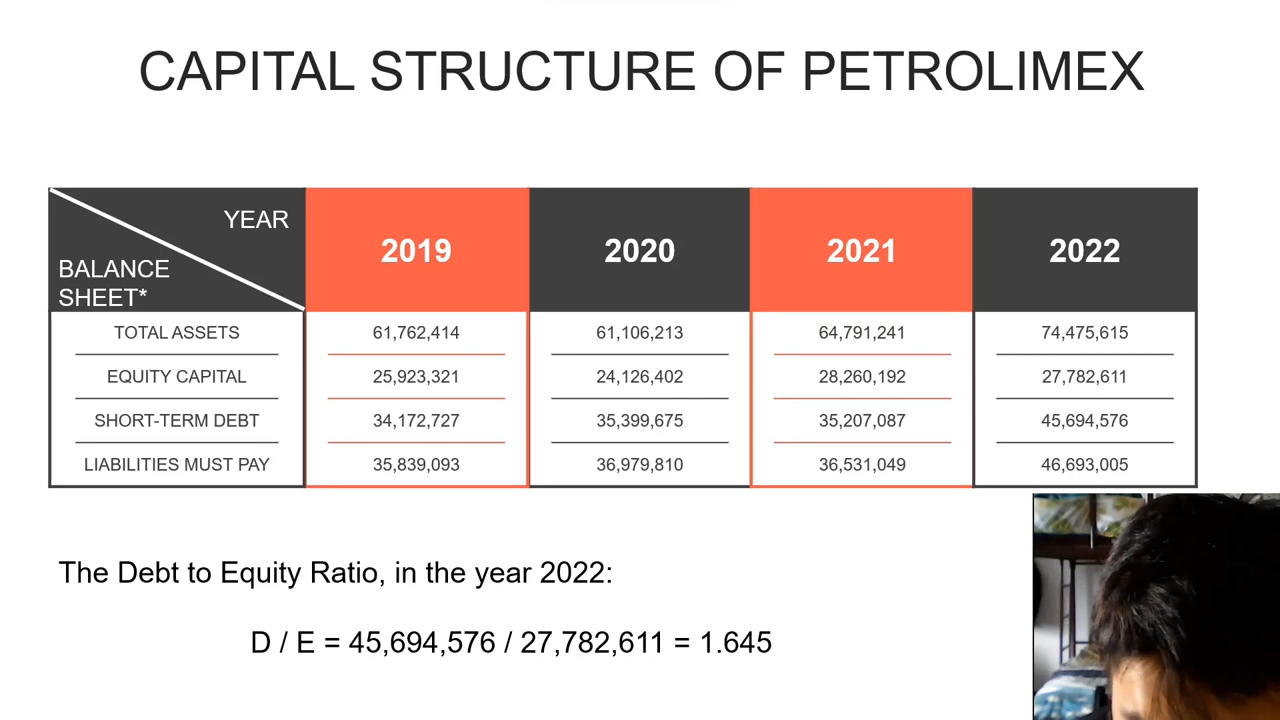 CAPITAL STRUCTURE OF PETROLIMEX
YEAR
BALANCE
SHEET*
2019 2020 2021 2022
TOTAL ASSETS 61,762,414 61,106,213 64,791,241 74,475,615
EQUITY CAPITAL 25,923,321 24,126,402 28,260,192 27,782,611
SHORT-TERM DEBT 34,172,727 35,399,675 35,207,087 45,694,576
LIABILITIES MUST PAY 35,839,093 36,979,810 36,531,049 46,693,005
The Debt to Equity Ratio, in the year 2022:
D / E = 45,694,576 / 27,782,611 = 1.645